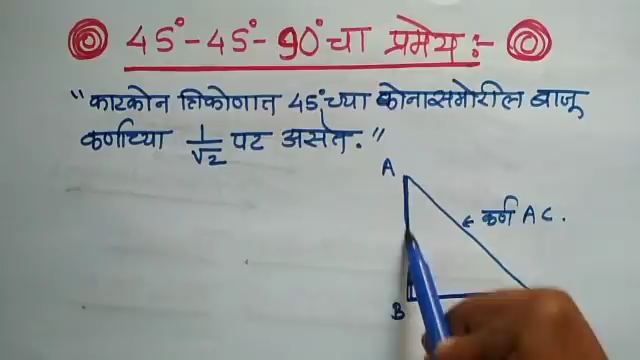 45°-45°-90° चा प्रमेय :-
"काटकोन त्रिकोणात 45° च्या कोनासमोरील बाजू
कर्णाच्या 1/√2 पट असते."
A
← कर्ण AC.
B